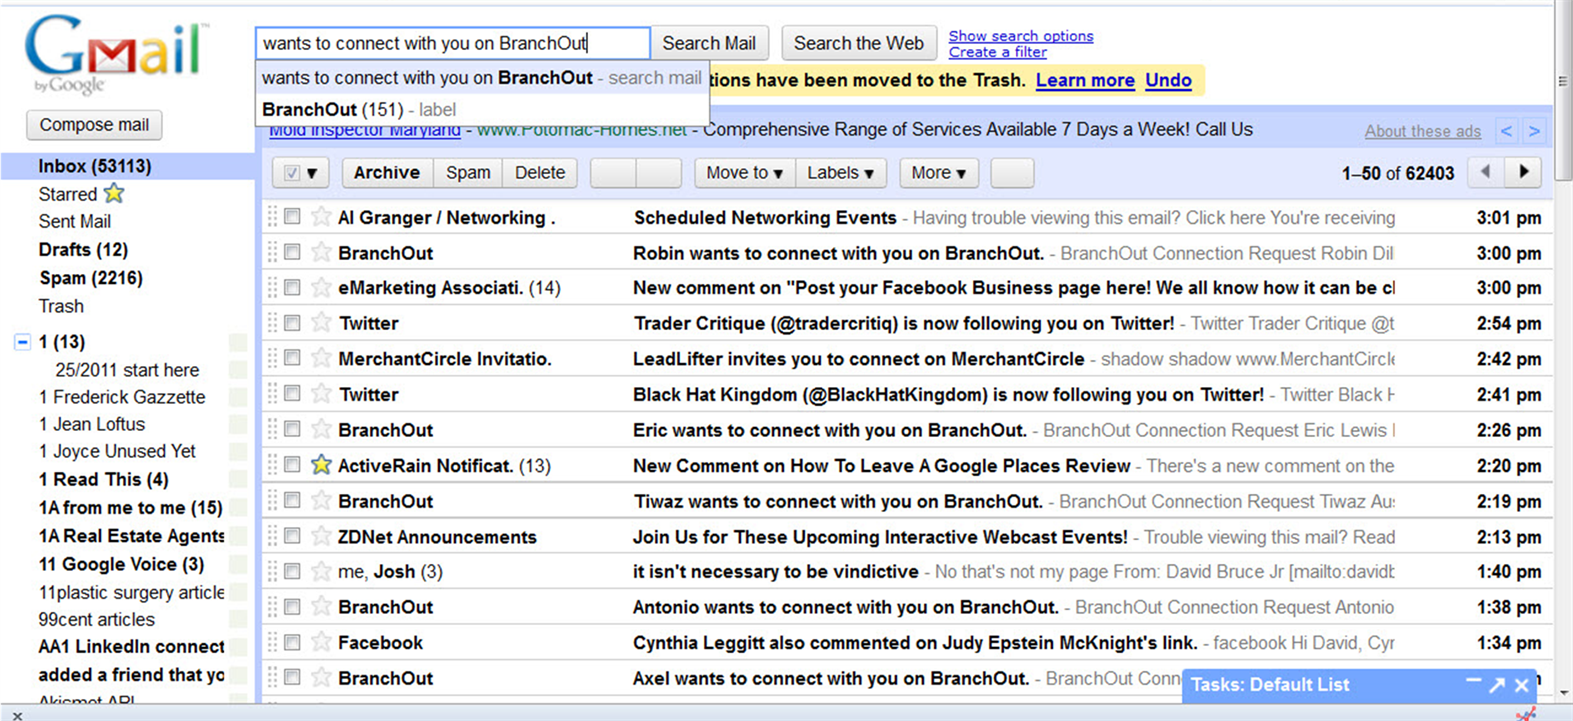 Gmail™
by Google
wants to connect with you on BranchOut
Search Mail
Search the Web
Show search options
Create a filter
wants to connect with you on BranchOut - search mail
BranchOut (151) - label
tions have been moved to the Trash. Learn more Undo
Compose mail
Mold Inspector Maryland - www.Potomac-Homes.net - Comprehensive Range of Services Available 7 Days a Week! Call Us
About these ads < >
Inbox (53113)
Starred
Sent Mail
Drafts (12)
Spam (2216)
Trash
1 (13)
25/2011 start here
1 Frederick Gazzette
1 Jean Loftus
1 Joyce Unused Yet
1 Read This (4)
1A from me to me (15)
1A Real Estate Agents
11 Google Voice (3)
11plastic surgery article
99cent articles
AA1 LinkedIn connect
added a friend that yo
Akismet API
Archive Spam Delete Move to ▾ Labels ▾ More ▾ 1–50 of 62403
Al Granger / Networking . Scheduled Networking Events - Having trouble viewing this email? Click here You're receiving 3:01 pm
BranchOut Robin wants to connect with you on BranchOut. - BranchOut Connection Request Robin Dil 3:00 pm
eMarketing Associati. (14) New comment on "Post your Facebook Business page here! We all know how it can be cl 3:00 pm
Twitter Trader Critique (@tradercritiq) is now following you on Twitter! - Twitter Trader Critique @t 2:54 pm
MerchantCircle Invitatio. LeadLifter invites you to connect on MerchantCircle - shadow shadow www.MerchantCircle 2:42 pm
Twitter Black Hat Kingdom (@BlackHatKingdom) is now following you on Twitter! - Twitter Black H 2:41 pm
BranchOut Eric wants to connect with you on BranchOut. - BranchOut Connection Request Eric Lewis 2:26 pm
ActiveRain Notificat. (13) New Comment on How To Leave A Google Places Review - There's a new comment on the 2:20 pm
BranchOut Tiwaz wants to connect with you on BranchOut. - BranchOut Connection Request Tiwaz Aus 2:19 pm
ZDNet Announcements Join Us for These Upcoming Interactive Webcast Events! - Trouble viewing this mail? Read 2:13 pm
me, Josh (3) it isn't necessary to be vindictive - No that's not my page From: David Bruce Jr [mailto:davidb 1:40 pm
BranchOut Antonio wants to connect with you on BranchOut. - BranchOut Connection Request Antonio 1:38 pm
Facebook Cynthia Leggitt also commented on Judy Epstein McKnight's link. - facebook Hi David, Cyr 1:34 pm
BranchOut Axel wants to connect with you on BranchOut. - BranchOut Conn
Tasks: Default List